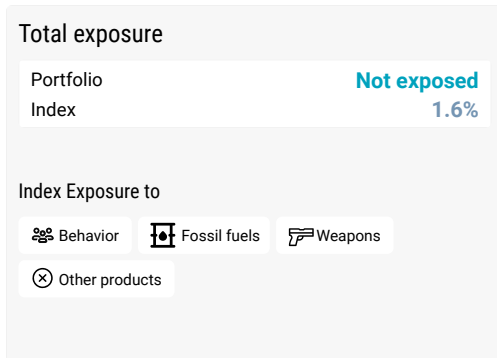 Total exposure
Portfolio Not exposed
Index 1.6%
Index Exposure to
Behavior Fossil fuels Weapons
Other products